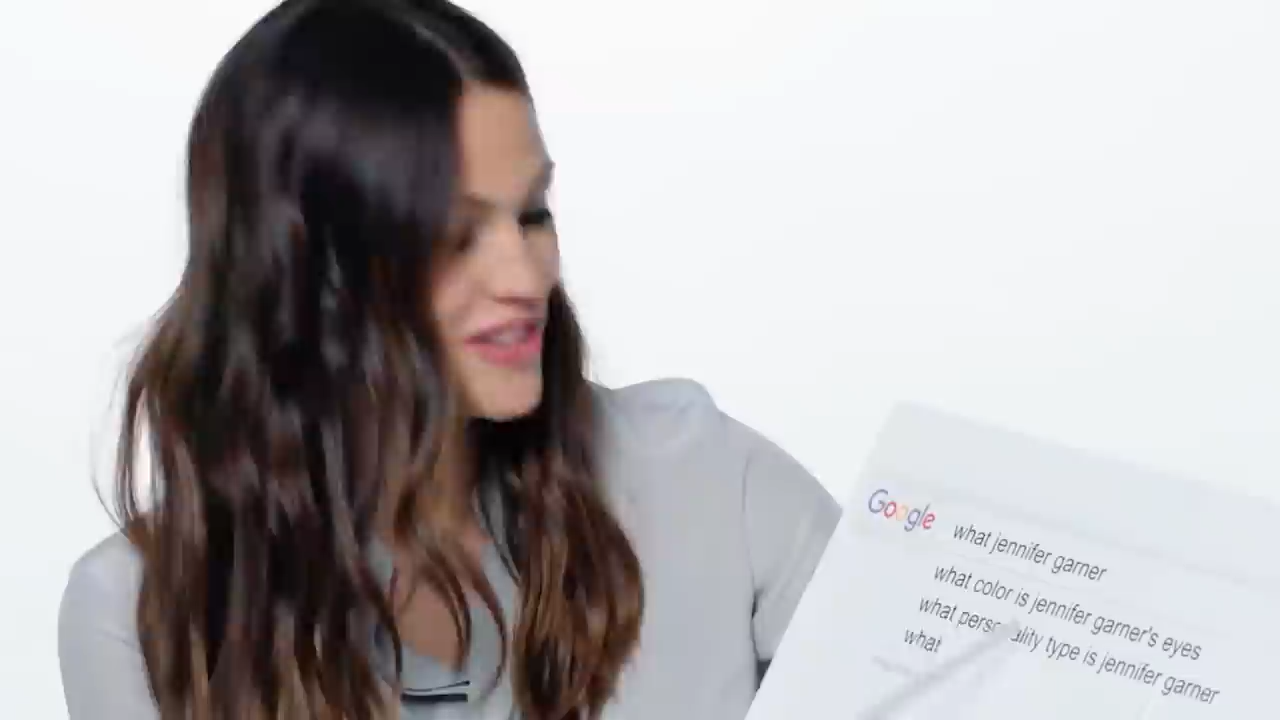 Google what jennifer garner
what color is jennifer garner's eyes
what personality type is jennifer garner
what